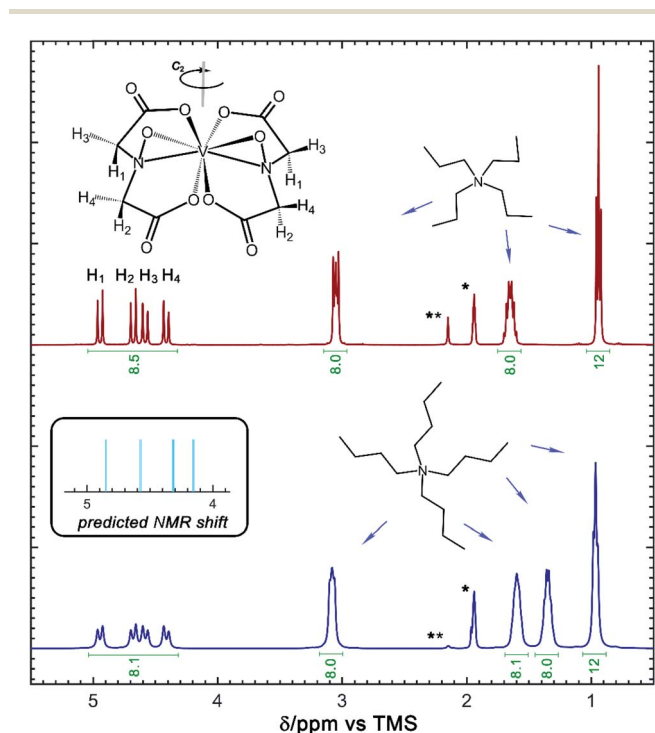 C₂
O O O O
H₃ O V O H₃
H₁ N N H₁
H₄ O O H₄
H₂ O O H₂
N
H₁ H₂ H₃ H₄
** *
8.5 8.0 8.0 12
N
5 4
predicted NMR shift
** *
8.1 8.0 8.1 8.0 12
5 4 3 2 1
δ/ppm vs TMS